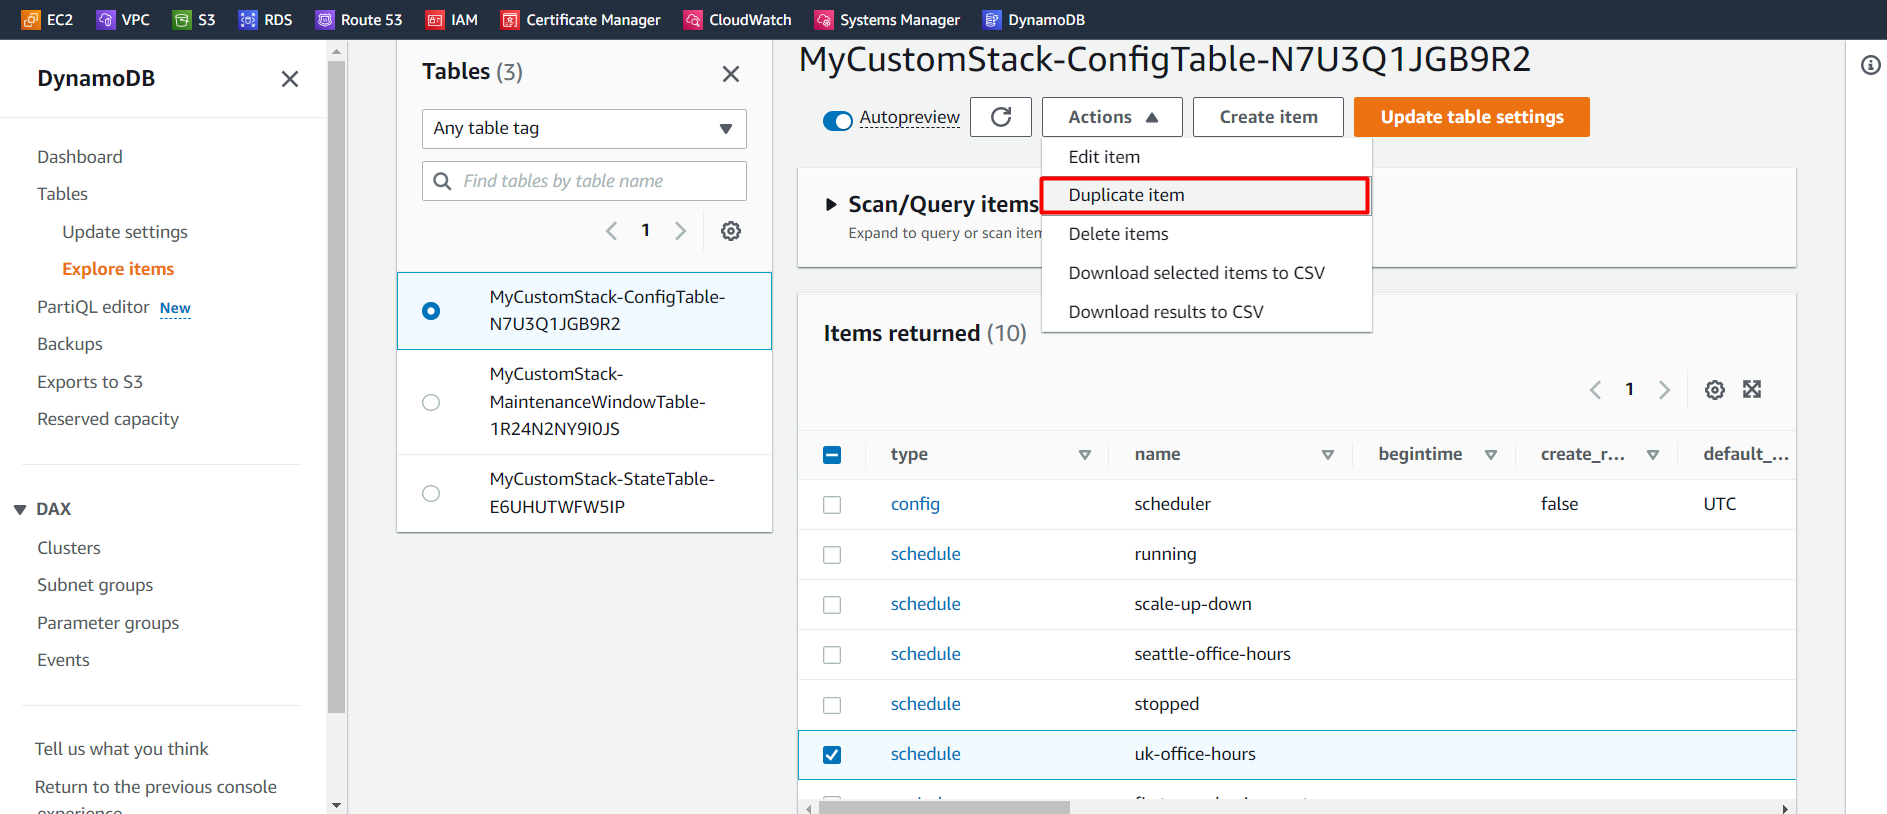 EC2 VPC S3 RDS Route 53 IAM Certificate Manager CloudWatch Systems Manager DynamoDB
DynamoDB
Dashboard
Tables
Update settings
Explore items
PartiQL editor New
Backups
Exports to S3
Reserved capacity
DAX
Clusters
Subnet groups
Parameter groups
Events
Tell us what you think
Return to the previous console
experience
Tables (3)
Any table tag
Find tables by table name
1
MyCustomStack-ConfigTable-
N7U3Q1JGB9R2
MyCustomStack-
MaintenanceWindowTable-
1R24N2NY9I0JS
MyCustomStack-StateTable-
E6UHUTWFW5IP
MyCustomStack-ConfigTable-N7U3Q1JGB9R2
Autopreview Actions Create item Update table settings
Edit item
Duplicate item
Delete items
Download selected items to CSV
Download results to CSV
Scan/Query items
Expand to query or scan item
Items returned (10)
1
type name begintime create_r... default_...
config scheduler false UTC
schedule running
schedule scale-up-down
schedule seattle-office-hours
schedule stopped
schedule uk-office-hours